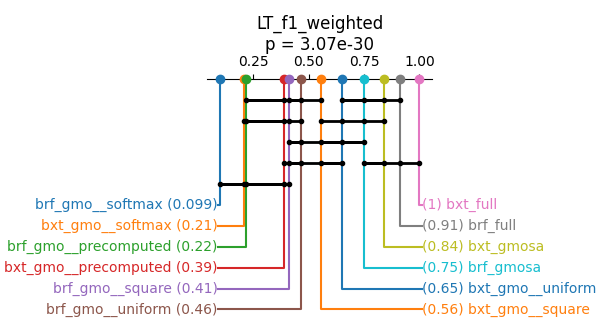 LT_f1_weighted
p = 3.07e-30
0.25 0.50 0.75 1.00
brf_gmo__softmax (0.099) (1) bxt_full
bxt_gmo__softmax (0.21) (0.91) brf_full
brf_gmo__precomputed (0.22) (0.84) bxt_gmosa
bxt_gmo__precomputed (0.39) (0.75) brf_gmosa
brf_gmo__square (0.41) (0.65) bxt_gmo__uniform
brf_gmo__uniform (0.46) (0.56) bxt_gmo__square